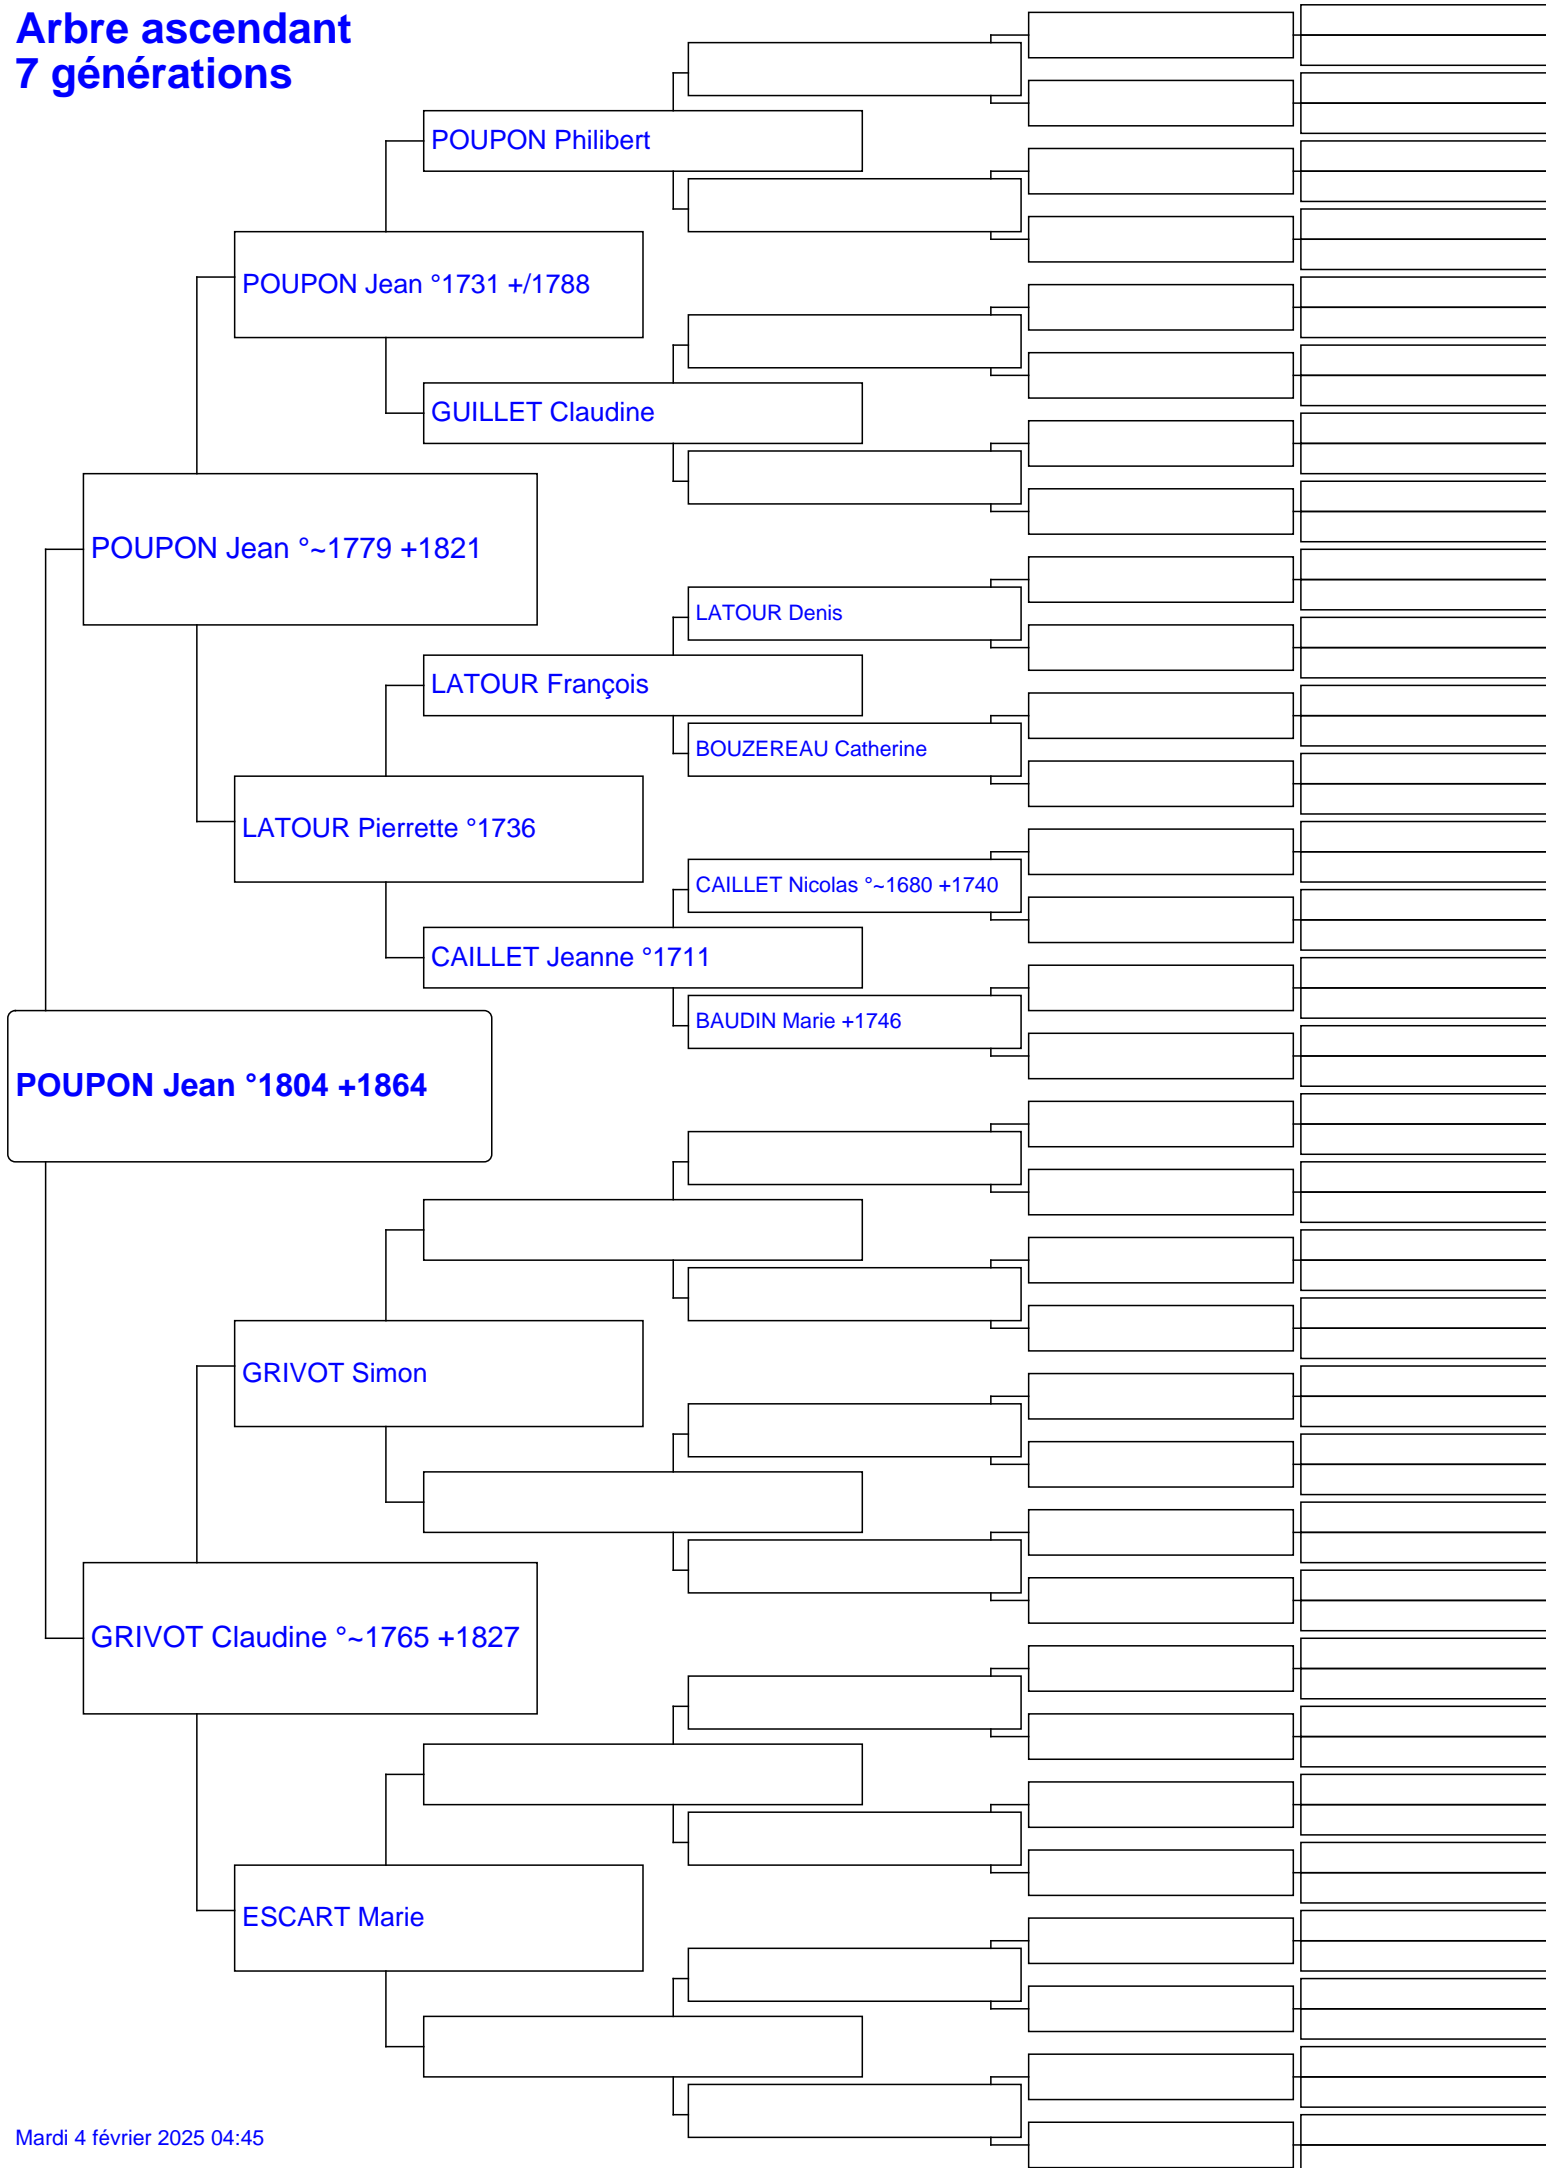 Arbre ascendant
7 générations
POUPON Philibert
POUPON Jean °1731 +/1788
GUILLET Claudine
POUPON Jean °~1779 +1821
LATOUR Denis
LATOUR François
BOUZEREAU Catherine
LATOUR Pierrette °1736
CAILLET Nicolas °~1680 +1740
CAILLET Jeanne °1711
BAUDIN Marie +1746
POUPON Jean °1804 +1864
GRIVOT Simon
GRIVOT Claudine °~1765 +1827
ESCART Marie
Mardi 4 février 2025 04:45